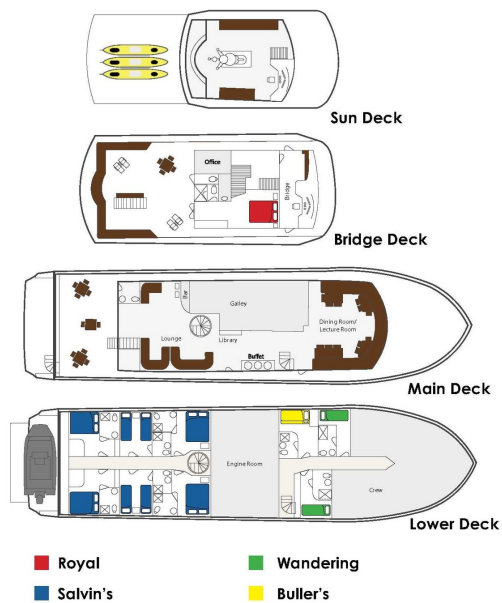 Sun Deck
Office
Bridge
Bridge Deck
Bar
Galley
Dining Room/
Lecture Room
Lounge
Library
Buffet
Main Deck
Engine Room
Crew
Lower Deck
Royal
Wandering
Salvin's
Buller's